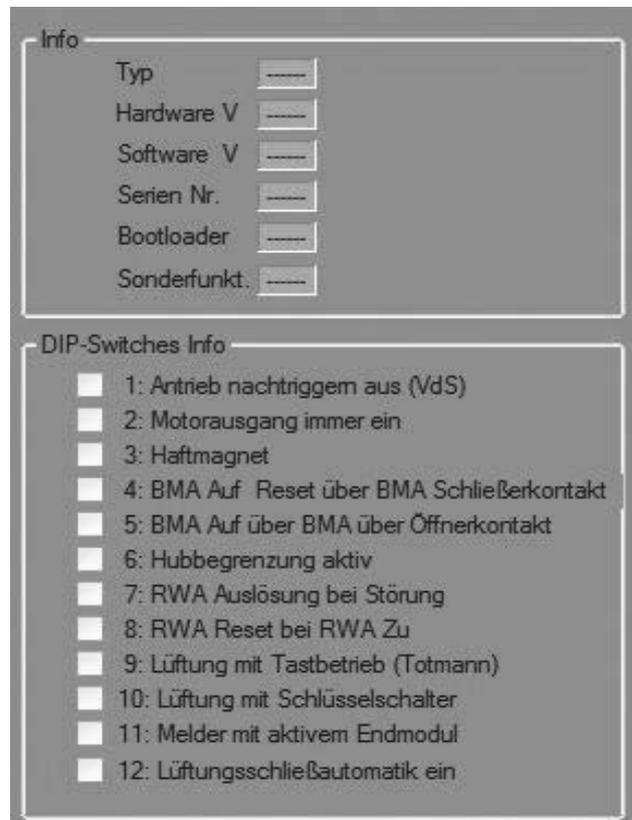 Info
Typ ------
Hardware V ------
Software V ------
Serien Nr. ------
Bootloader ------
Sonderfunkt. ------
DIP-Switches Info
1: Antrieb nachtriggern aus (VdS)
2: Motorausgang immer ein
3: Haftmagnet
4: BMA Auf Reset über BMA Schließerkontakt
5: BMA Auf über BMA über Öffnerkontakt
6: Hubbegrenzung aktiv
7: RWA Auslösung bei Störung
8: RWA Reset bei RWA Zu
9: Lüftung mit Tastbetrieb (Totmann)
10: Lüftung mit Schlüsselschalter
11: Melder mit aktivem Endmodul
12: Lüftungsschließautomatik ein